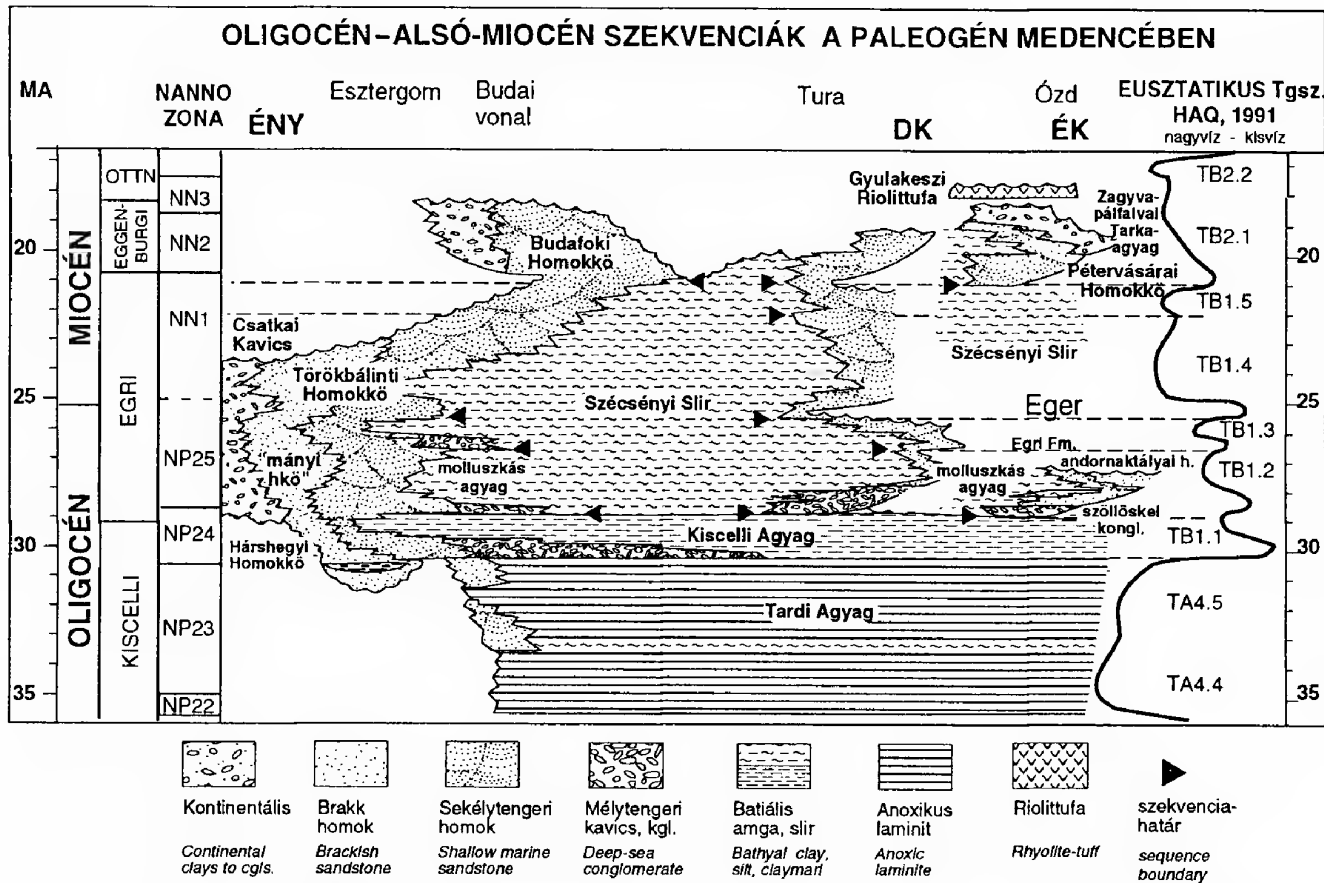 OLIGOCÉN–ALSÓ-MIOCÉN SZEKVENCIÁK A PALEOGÉN MEDENCÉBEN
MA
NANNO
ZONA
ÉNY
Esztergom
Budai
vonal
Tura
DK
Ózd
ÉK
EUSZTATIKUS Tgsz.
HAQ, 1991
nagyvíz - kisvíz
20
25
30
35
MIOCÉN
OLIGOCÉN
OTTN
EGGEN-
BURGI
EGRI
KISCELLI
NN3
NN2
NN1
NP25
NP24
NP23
NP22
Gyulakeszi
Riolittufa
Zagyva-
pálfalvai
Tarka-
agyag
Budafoki
Homokkö
Pétervásárai
Homokkö
Csatkai
Kavics
Szécsényi Slir
Törökbálinti
Homokkö
Szécsényi Slir
Eger
Egri Fm.
"mányi
hkö"
molluszkás
agyag
molluszkás
agyag
andornaktályai h.
szöllöskel
kongl.
Hárshegyi
Homokkö
Kiscelli Agyag
Tardi Agyag
TB2.2
TB2.1
TB1.5
TB1.4
TB1.3
TB1.2
TB1.1
TA4.5
TA4.4
20
25
30
35
Kontinentális
Continental
clays to cgls.
Brakk
homok
Brackish
sandstone
Sekélytengeri
homok
Shallow marine
sandstone
Mélytengeri
kavics, kgl.
Deep-sea
conglomerate
Batiális
amga, slir
Bathyal clay,
silt, claymarl
Anoxikus
laminit
Anoxic
laminite
Riolittufa
Rhyolite-tuff
szekvencia-
határ
sequence
boundary